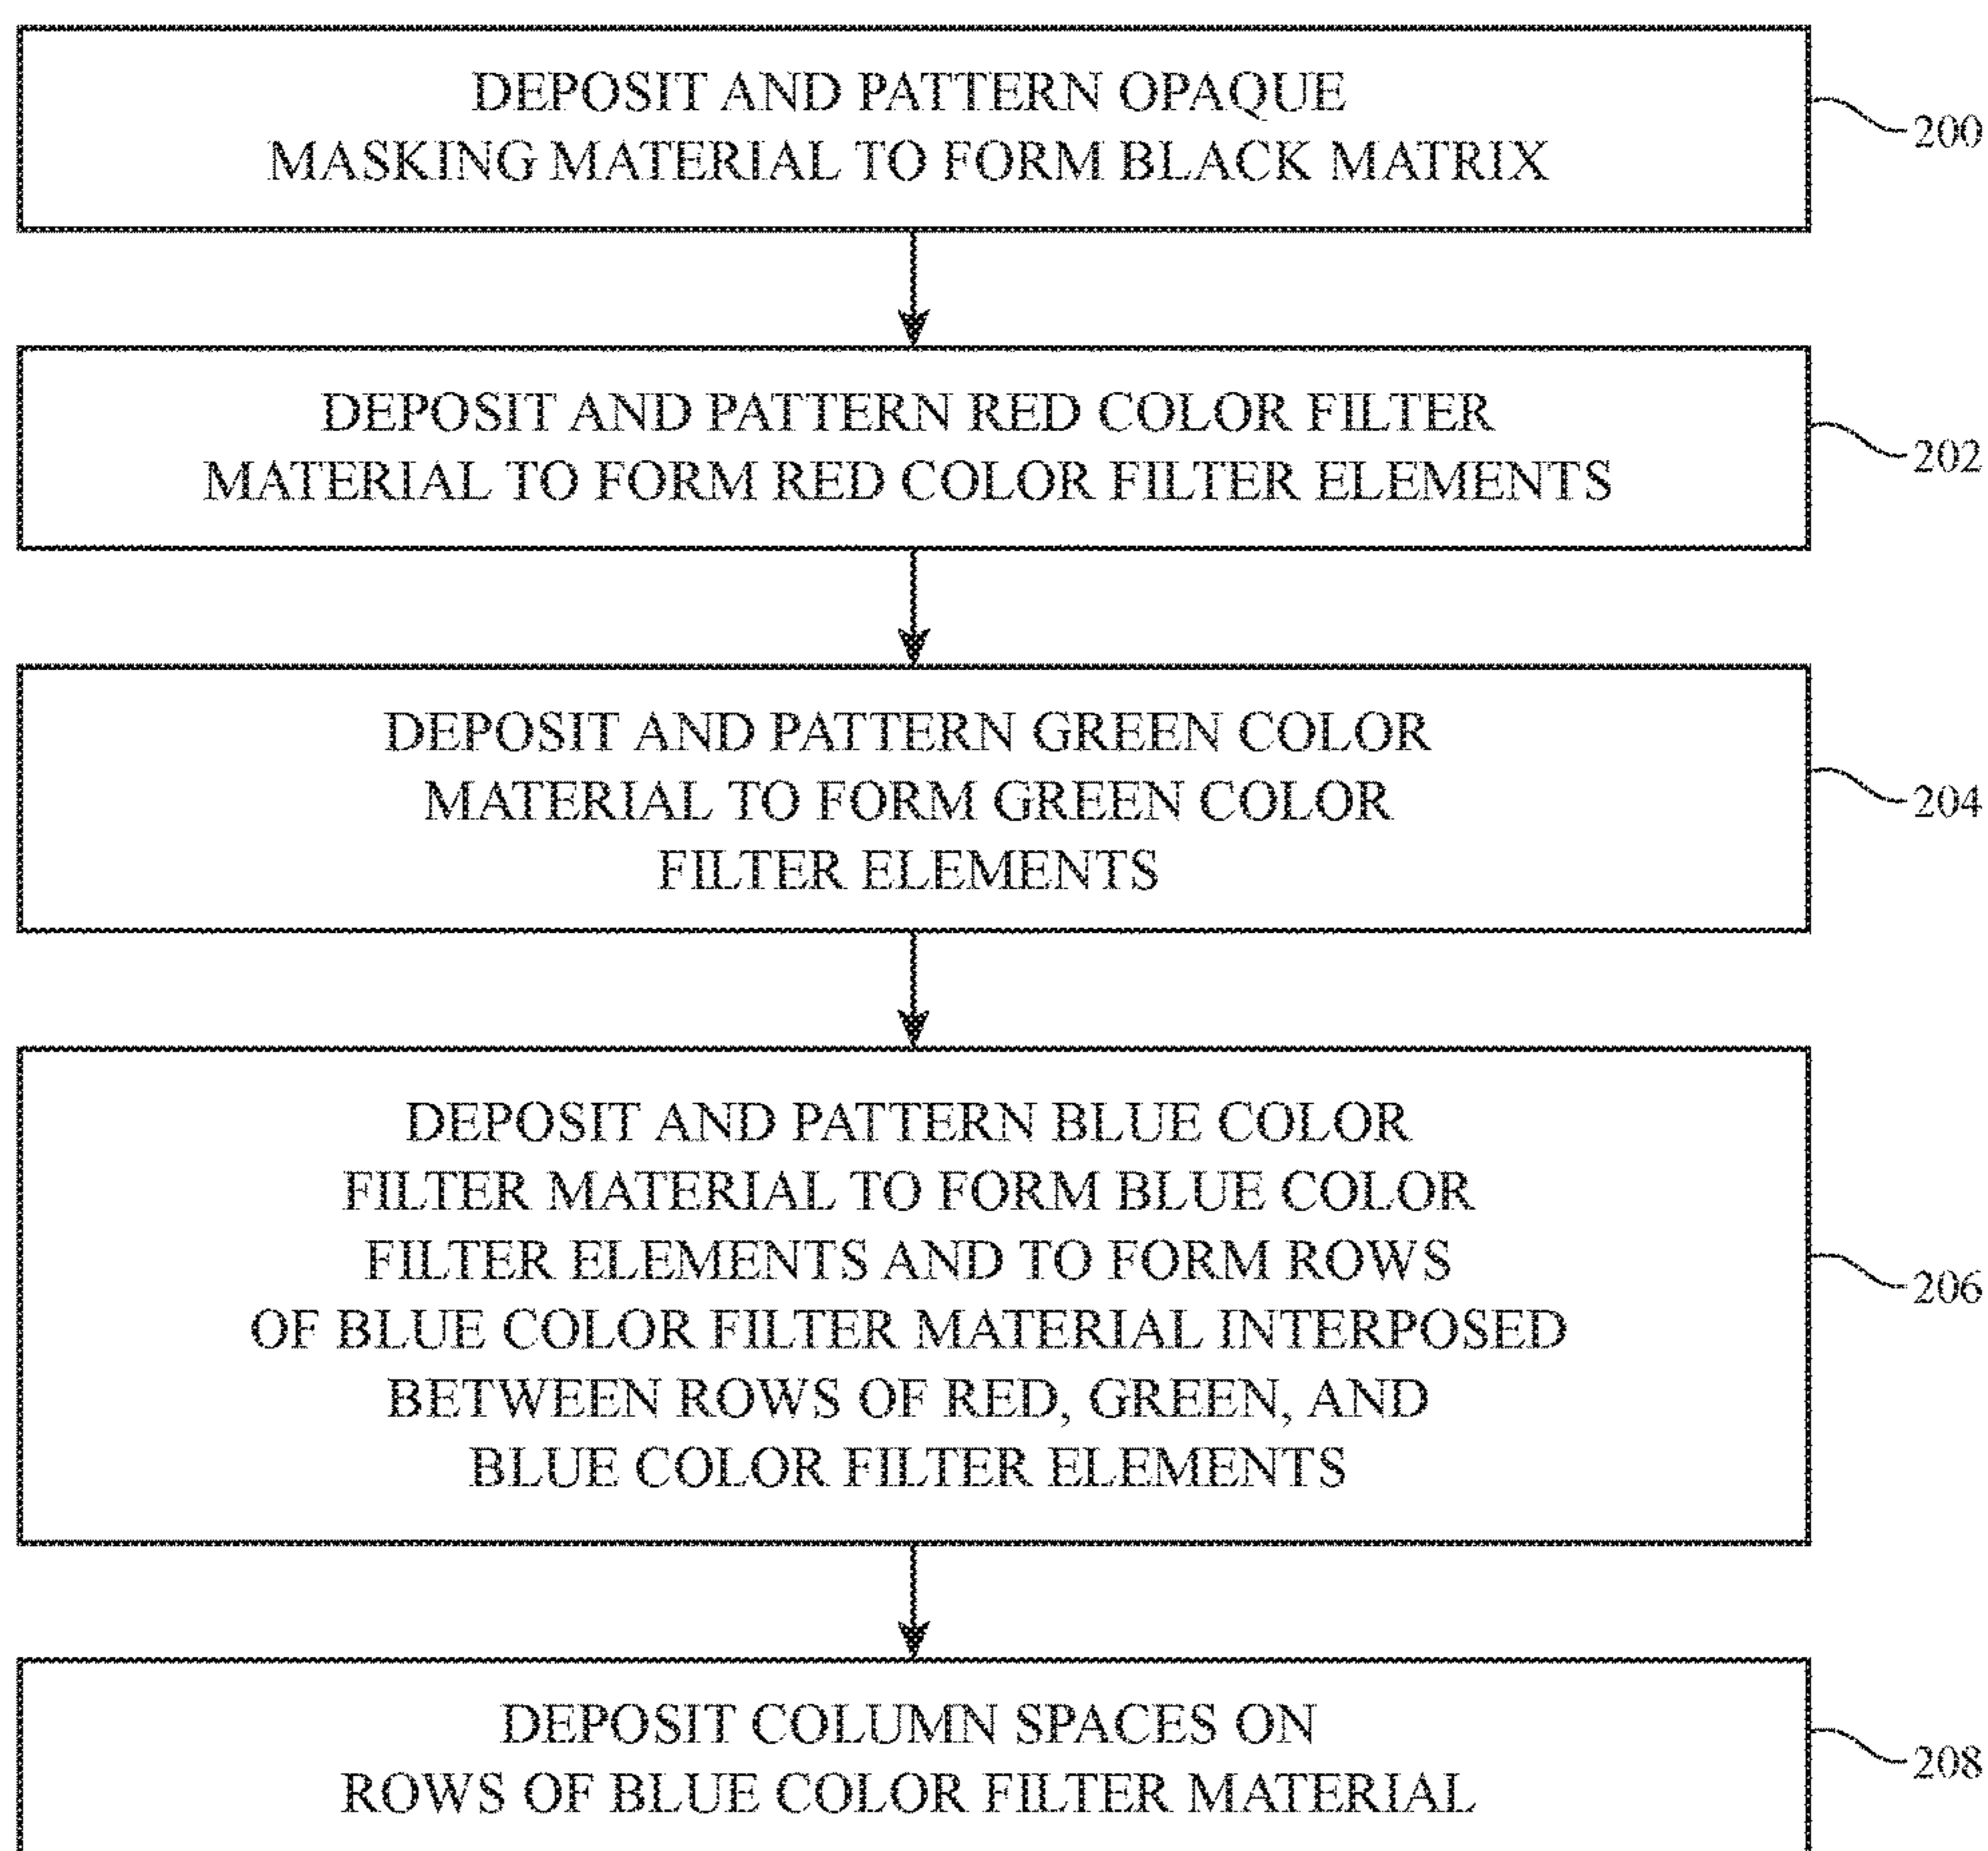 DEPOSIT AND PATTERN OPAQUE
MASKING MATERIAL TO FORM BLACK MATRIX
200
DEPOSIT AND PATTERN RED COLOR FILTER
MATERIAL TO FORM RED COLOR FILTER ELEMENTS
202
DEPOSIT AND PATTERN GREEN COLOR
MATERIAL TO FORM GREEN COLOR
FILTER ELEMENTS
204
DEPOSIT AND PATTERN BLUE COLOR
FILTER MATERIAL TO FORM BLUE COLOR
FILTER ELEMENTS AND TO FORM ROWS
OF BLUE COLOR FILTER MATERIAL INTERPOSED
BETWEEN ROWS OF RED, GREEN, AND
BLUE COLOR FILTER ELEMENTS
206
DEPOSIT COLUMN SPACES ON
ROWS OF BLUE COLOR FILTER MATERIAL
208